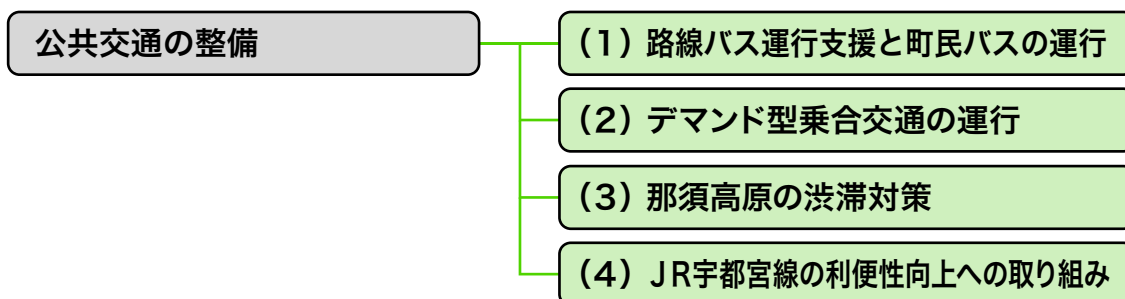 公共交通の整備
（1）路線バス運行支援と町民バスの運行
（2）デマンド型乗合交通の運行
（3）那須高原の渋滞対策
（4）ＪＲ宇都宮線の利便性向上への取り組み